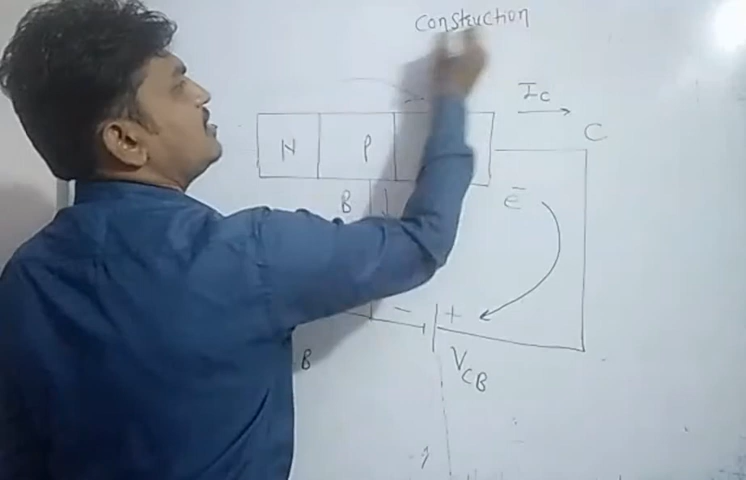 Construction
Ic
C
N P
B
ē
- +
B
VCB